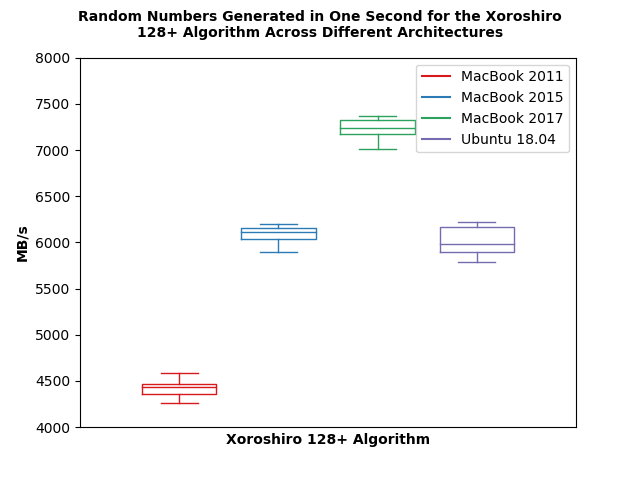 Random Numbers Generated in One Second for the Xoroshiro
128+ Algorithm Across Different Architectures
8000
7500
7000
6500
6000
5500
5000
4500
4000
MB/s
MacBook 2011
MacBook 2015
MacBook 2017
Ubuntu 18.04
Xoroshiro 128+ Algorithm